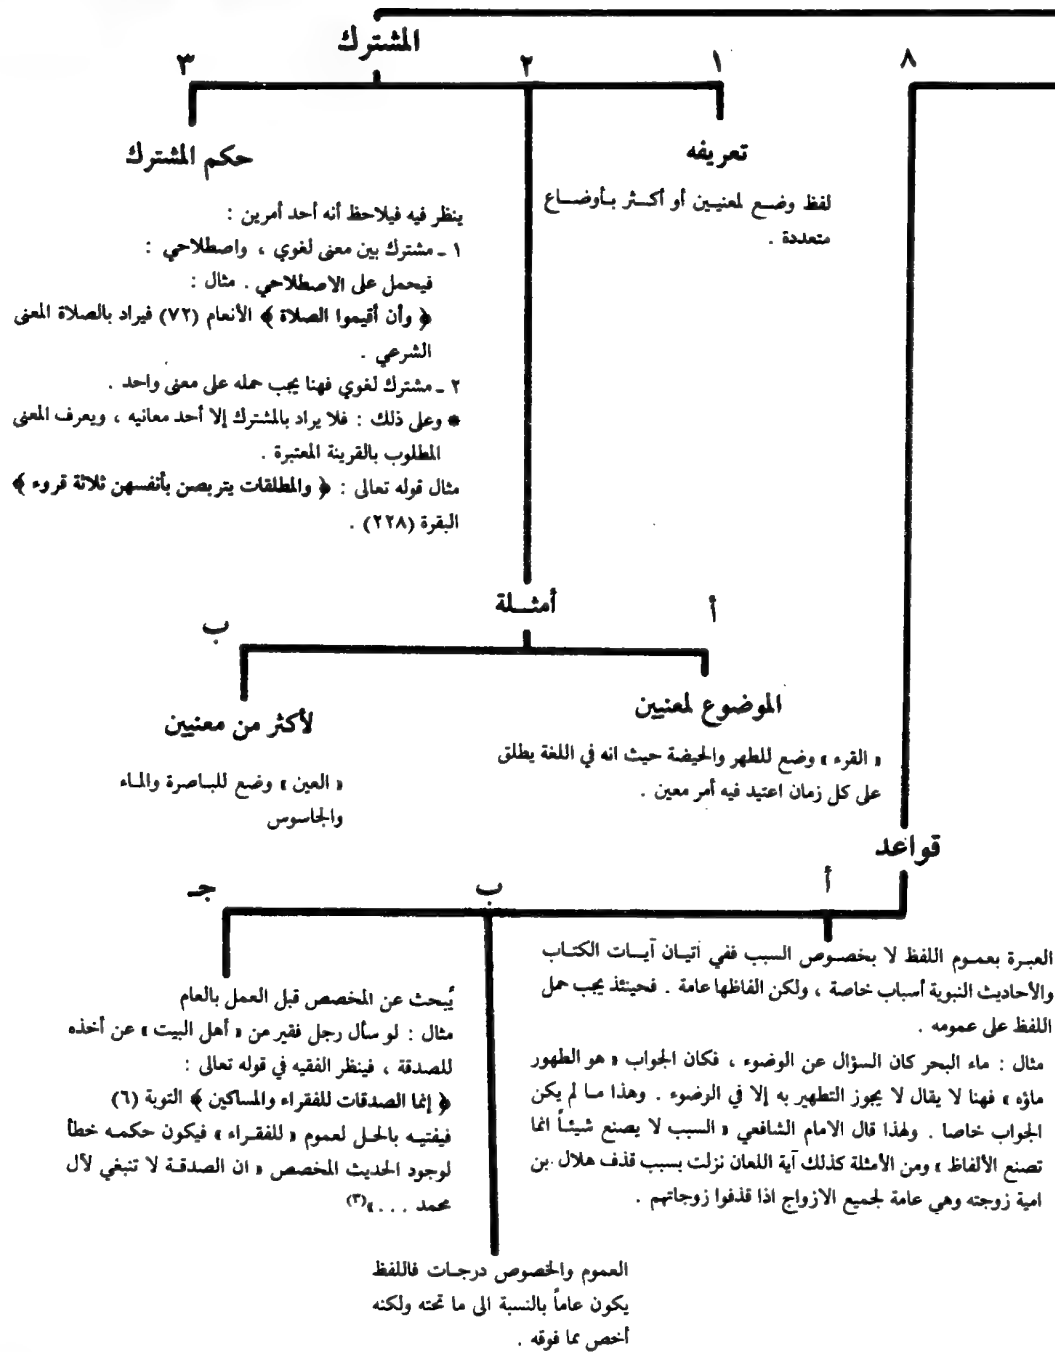 المشترك
١
٢
٣
٨
تعريفه
لفظ وضع لمعنيين أو أكثر بأوضاع
متعددة .
حكم المشترك
ينظر فيه فيلاحظ أنه أحد أمرين :
١ ـ مشترك بين معنى لغوي ، واصطلاحي :
فيحمل على الاصطلاحي . مثال :
﴿ وأن أقيموا الصلاة ﴾ الأنعام (٧٢) فيراد بالصلاة المعنى
الشرعي .
٢ ـ مشترك لغوي فهنا يجب حمله على معنى واحد .
* وعلى ذلك : فلا يراد بالمشترك إلا أحد معانيه ، ويعرف المعنى
المطلوب بالقرينة المعتبرة .
مثال قوله تعالى : ﴿ والمطلقات يتربصن بأنفسهن ثلاثة قروء ﴾
البقرة (٢٢٨) .
أمثلة
أ
ب
الموضوع لمعنيين
« القرء » وضع للطهر والحيضة حيث انه في اللغة يطلق
على كل زمان اعتيد فيه أمر معين .
لأكثر من معنيين
« العين » وضع للباصرة والماء
والجاسوس
قواعد
أ
ب
جـ
العبرة بعموم اللفظ لا بخصوص السبب ففي اتيان آيات الكتاب
والأحاديث النبوية أسباب خاصة ، ولكن الفاظها عامة . فحينئذ يجب حمل
اللفظ على عمومه .
مثال : ماء البحر كان السؤال عن الوضوء ، فكان الجواب « هو الطهور
ماؤه » فهنا لا يقال لا يجوز التطهير به إلا في الرضوء . وهذا ما لم يكن
الجواب خاصا . ولهذا قال الامام الشافعي « السبب لا يصنع شيئاً انما
تصنع الألفاظ » ومن الأمثلة كذلك آية اللعان نزلت بسبب قذف هلال بن
امية زوجته وهي عامة لجميع الازواج اذا قذفوا زوجاتهم .
يُبحث عن المخصص قبل العمل بالعام
مثال : لو سأل رجل فقير من « أهل البيت » عن أخذه
للصدقة ، فينظر الفقيه في قوله تعالى :
﴿ إنما الصدقات للفقراء والمساكين ﴾ التوبة (٦)
فيفتيه بالحل لعموم « للفقراء » فيكون حكمه خطأ
لوجود الحديث المخصص « ان الصدقة لا تنبغي لآل
محمد . . . »(٣)
العموم والخصوص درجات فاللفظ
يكون عاماً بالنسبة الى ما تحته ولكنه
أخص مما فوقه .